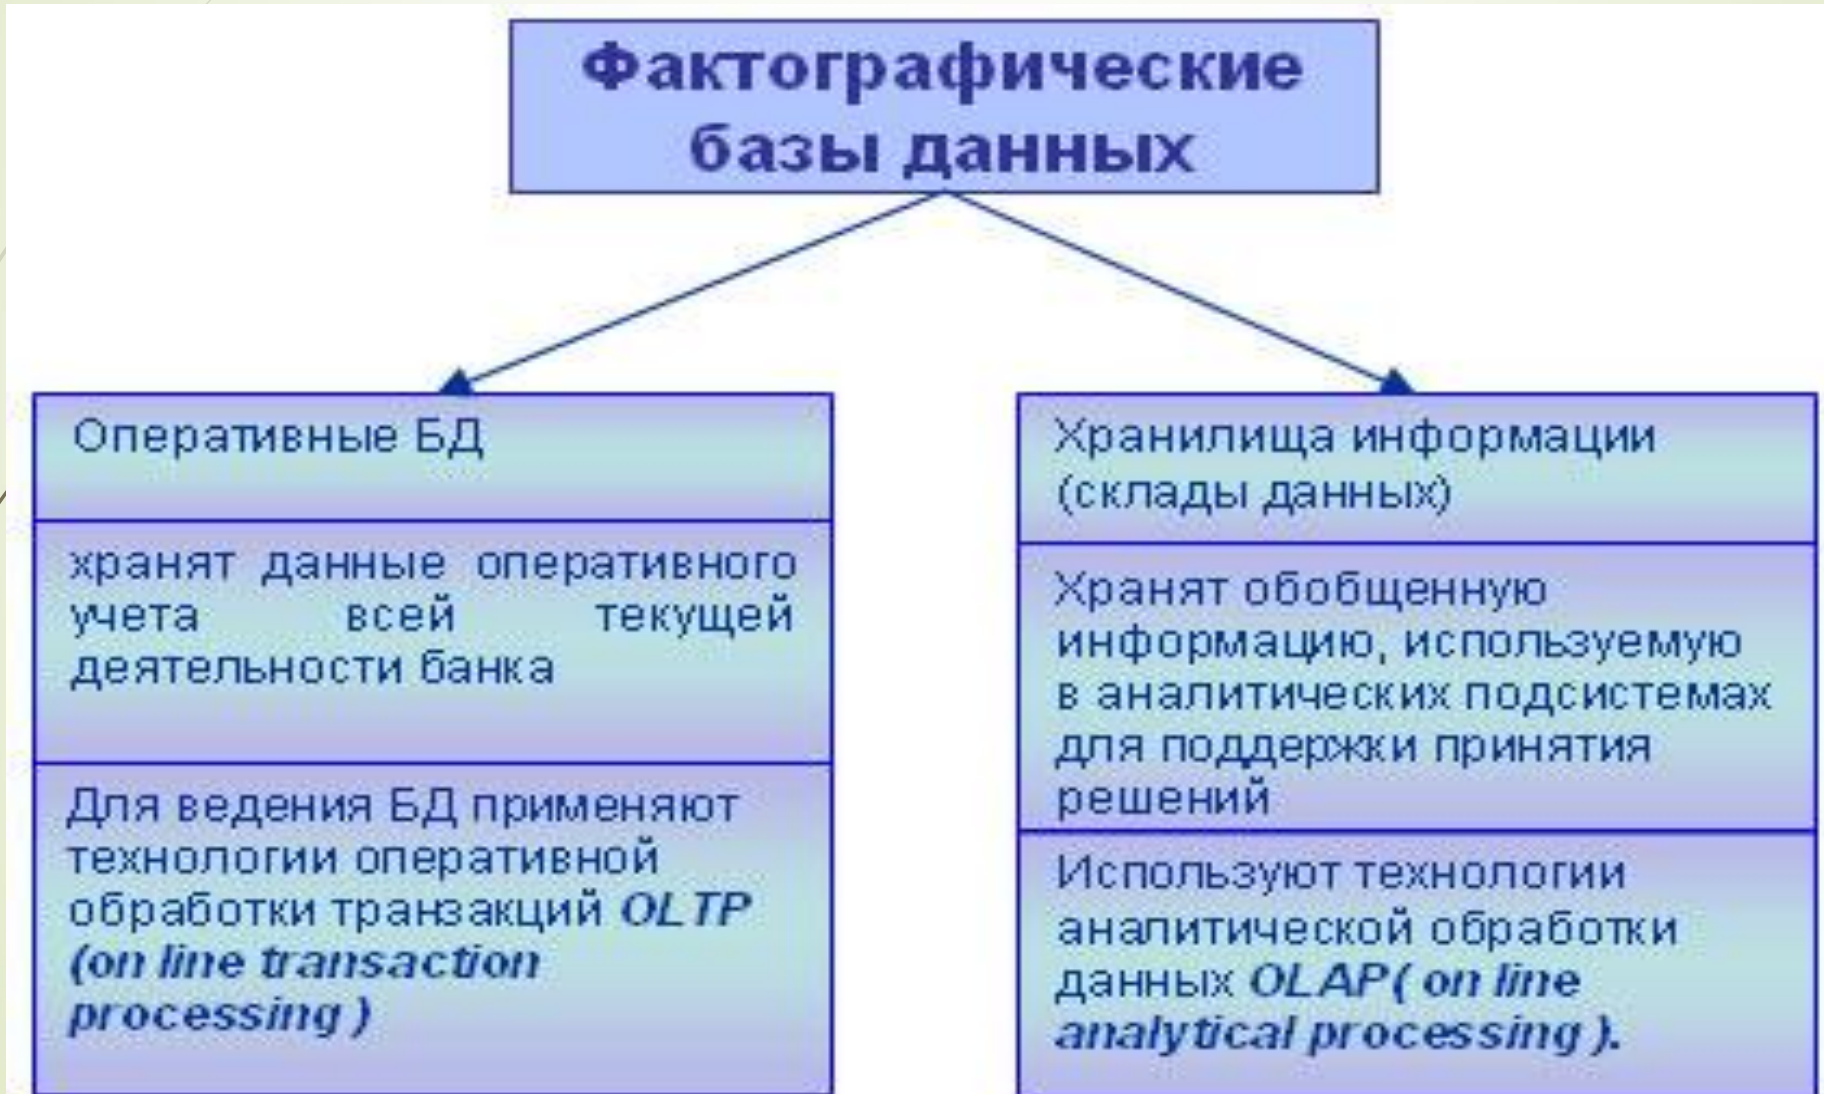 Фактографические
базы данных
Оперативные БД
хранят данные оперативного
учета всей текущей
деятельности банка
Для ведения БД применяют
технологии оперативной
обработки транзакций OLTP
(on line transaction
processing )
Хранилища информации
(склады данных)
Хранят обобщенную
информацию, используемую
в аналитических подсистемах
для поддержки принятия
решений
Используют технологии
аналитической обработки
данных OLAP( on line
analytical processing ).